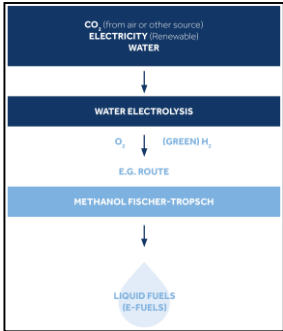 CO₂ (from air or other source)
ELECTRICITY (Renewable)
WATER
WATER ELECTROLYSIS
O₂ (GREEN) H₂
E.G. ROUTE
METHANOL FISCHER-TROPSCH
LIQUID FUELS
(E-FUELS)